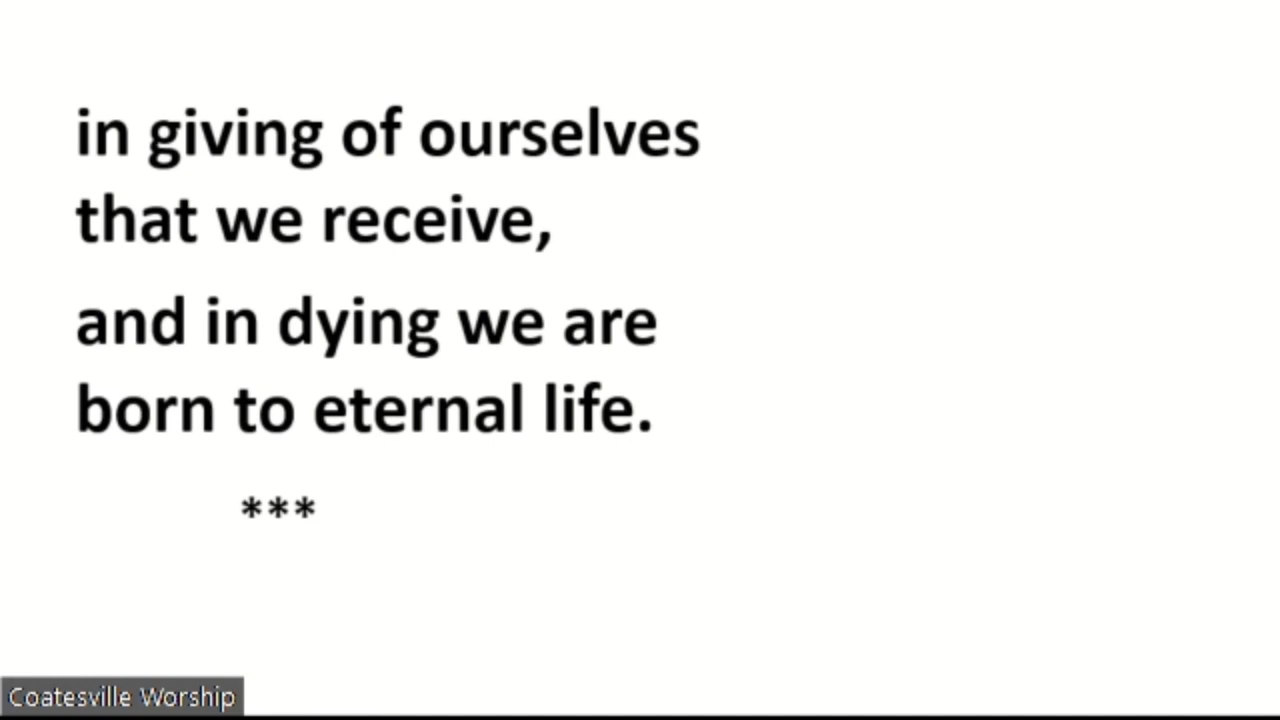 in giving of ourselves
that we receive,
and in dying we are
born to eternal life.
***
Coatesville Worship